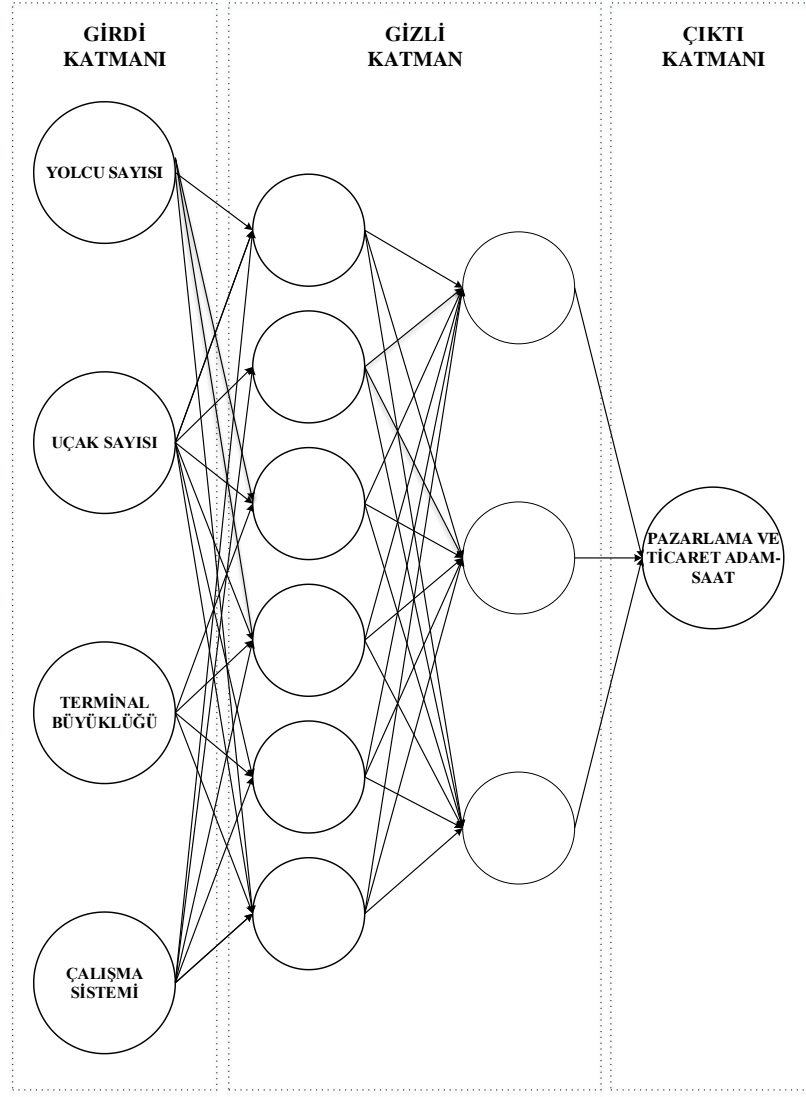 GİRDİ
KATMANI
GİZLİ
KATMAN
ÇIKTI
KATMANI
YOLCU SAYISI
UÇAK SAYISI
TERMİNAL
BÜYÜKLÜĞÜ
ÇALIŞMA
SİSTEMİ
PAZARLAMA VE
TİCARET ADAM-
SAAT